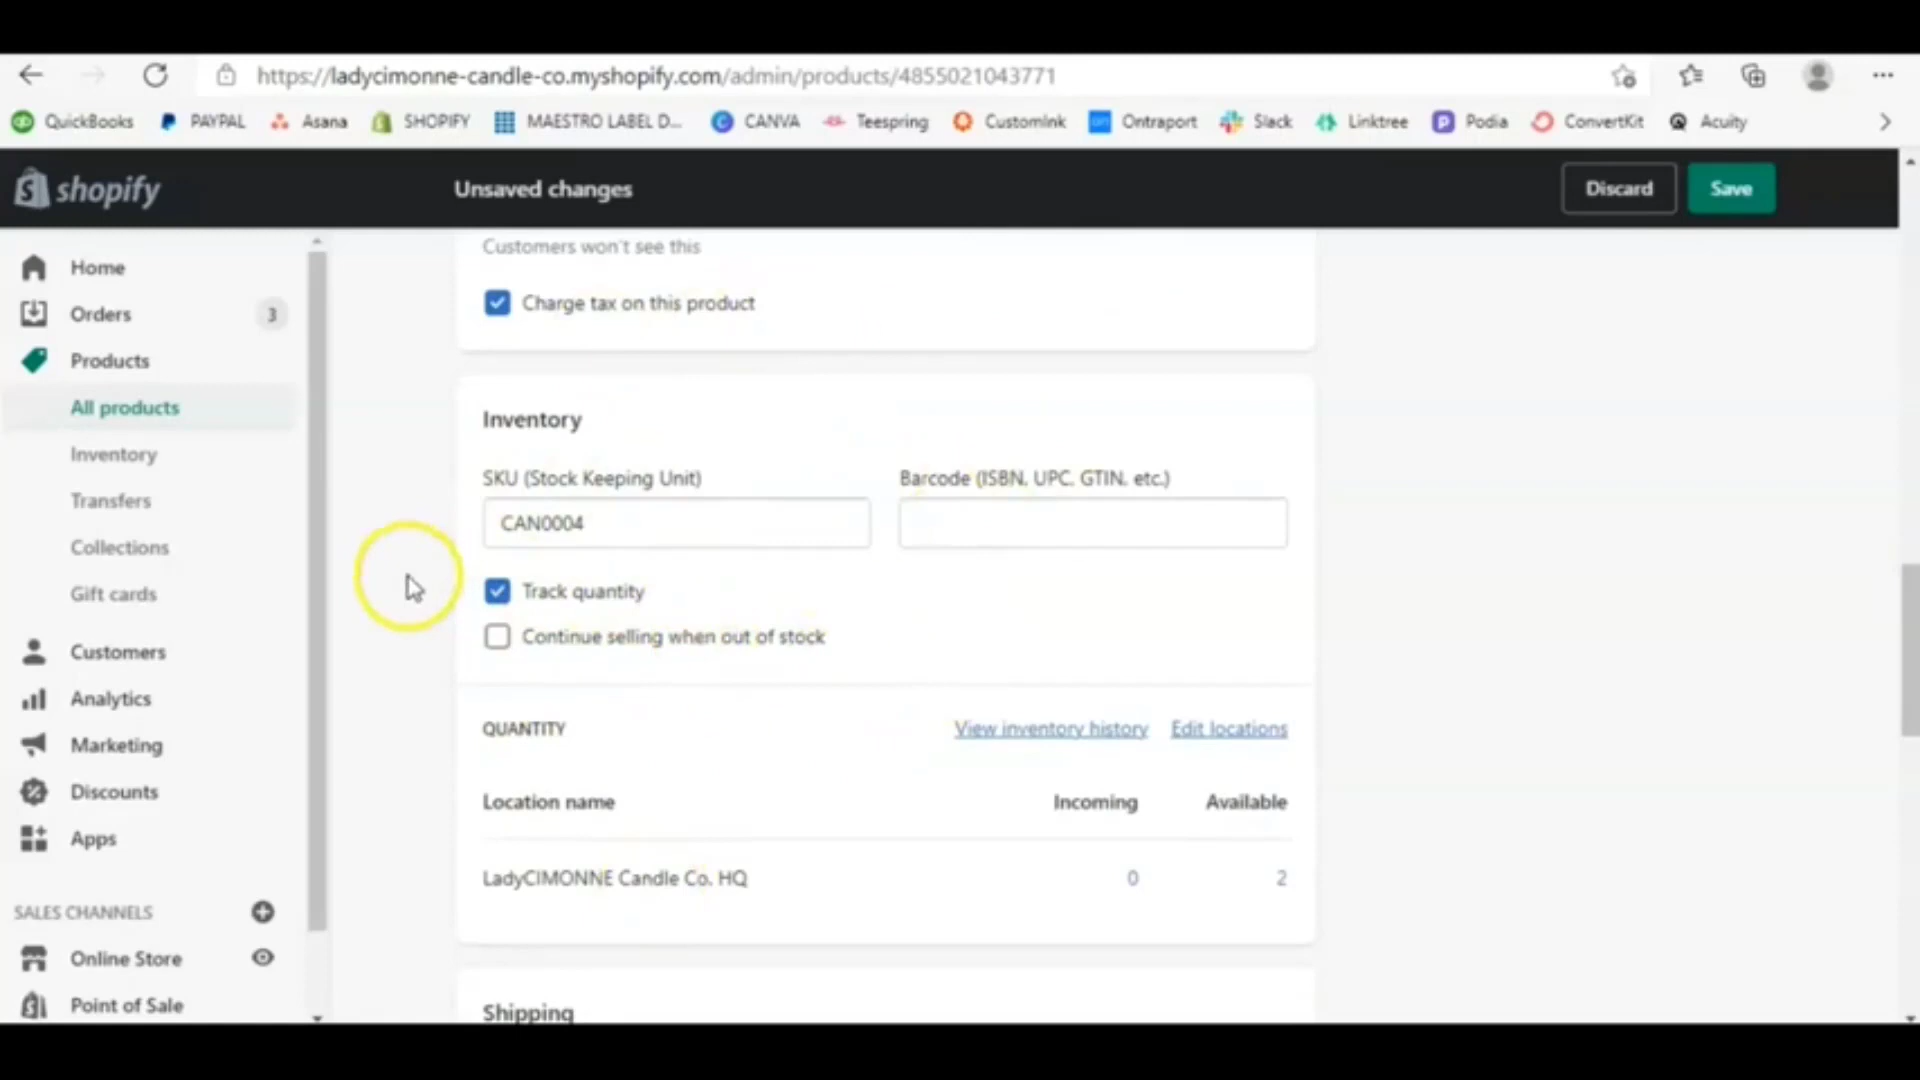 https://ladycimonne-candle-co.myshopify.com/admin/products/4855021043771
QuickBooks PAYPAL Asana SHOPIFY MAESTRO LABEL D... CANVA Teespring CustomInk Ontraport Slack Linktree Podia ConvertKit Acuity
shopify
Unsaved changes
Discard
Save
Home
Orders 3
Products
All products
Inventory
Transfers
Collections
Gift cards
Customers
Analytics
Marketing
Discounts
Apps
SALES CHANNELS
Online Store
Point of Sale
Customers won't see this
Charge tax on this product
Inventory
SKU (Stock Keeping Unit) Barcode (ISBN, UPC, GTIN, etc.)
CAN0004
Track quantity
Continue selling when out of stock
QUANTITY View inventory history Edit locations
Location name Incoming Available
LadyCIMONNE Candle Co. HQ 0 2
Shipping